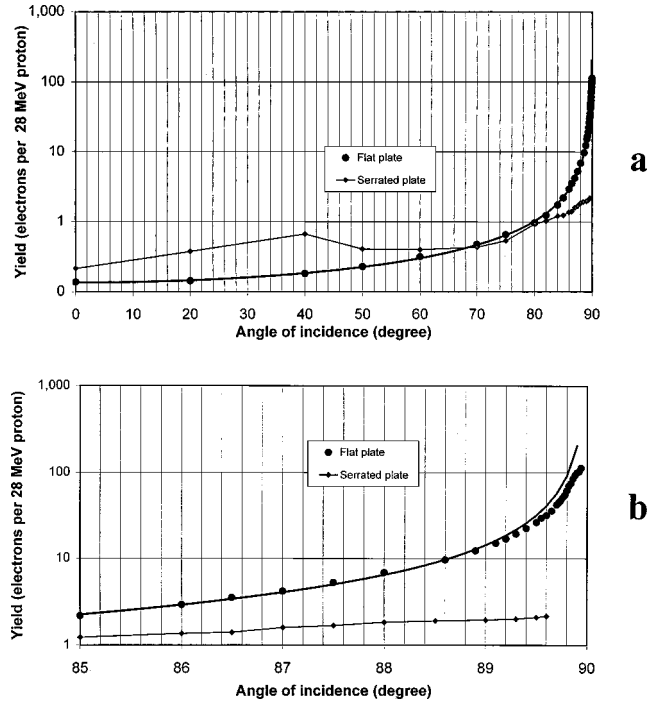 1,000
100
10
1
0
Yield (electrons per 28 MeV proton)
Flat plate
Serrated plate
0 10 20 30 40 50 60 70 80 90
Angle of incidence (degree)
a
1,000
100
10
1
Yield (electrons per 28 MeV proton)
Flat plate
Serrated plate
85 86 87 88 89 90
Angle of incidence (degree)
b